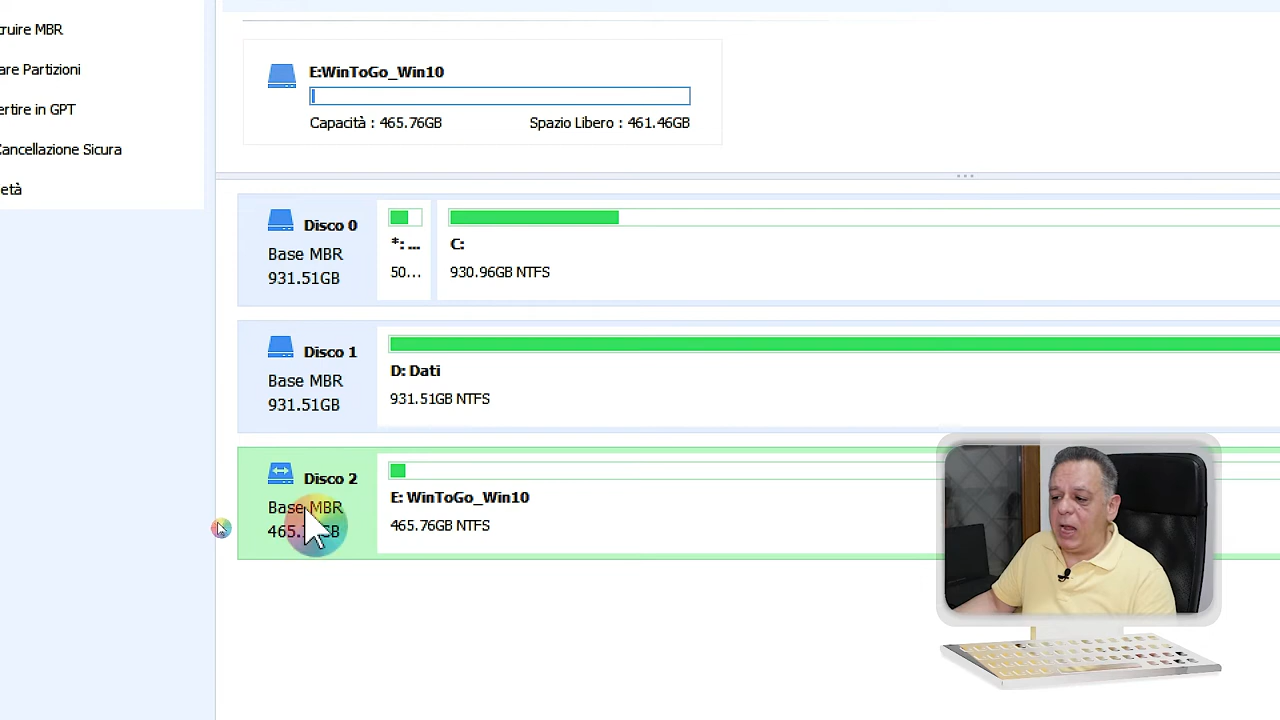 truire MBR
are Partizioni
ertire in GPT
Cancellazione Sicura
età
E:WinToGo_Win10
Capacità : 465.76GB
Spazio Libero : 461.46GB
Disco 0
Base MBR
931.51GB
*: ...
50...
C:
930.96GB NTFS
Disco 1
Base MBR
931.51GB
D: Dati
931.51GB NTFS
Disco 2
Base MBR
E: WinToGo_Win10
465.76GB NTFS